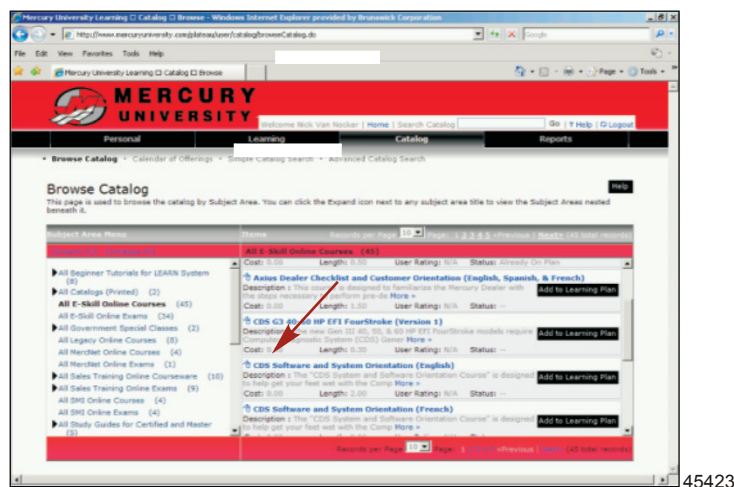 Mercury University Learning □ Catalog □ Browse - Windows Internet Explorer provided by Brunswick Corporation
http://www.mercuryuniversity.com/plateau/user/catalog/browseCatalog.do
Google
File Edit View Favorites Tools Help
Mercury University Learning □ Catalog □ Browse
Page Tools
MERCURY
UNIVERSITY
Welcome Nick Van Nocker | Home | Search Catalog Go | ? Help | Logout
Personal Learning Catalog Reports
• Browse Catalog • Calendar of Offerings • Simple Catalog Search • Advanced Catalog Search
Browse Catalog
Help
This page is used to browse the catalog by Subject Area. You can click the Expand icon next to any subject area title to view the Subject Areas nested
beneath it.
Subject Area Menu
Items Records per Page 10 Page: 1 2 3 4 5 «Previous | Next» (45 total records)
All E-Skill Online Courses (45)
All Beginner Tutorials for LEARN System
(8)
All Catalogs (Printed) (2)
All E-Skill Online Courses (45)
All E-Skill Online Exams (34)
All Government Special Classes (2)
All Legacy Online Courses (8)
All MercNet Online Courses (4)
All MercNet Online Exams (1)
All Sales Training Online Courseware (10)
All Sales Training Online Exams (9)
All SMI Online Courses (4)
All SMI Online Exams (4)
All Study Guides for Certified and Master
(5)
Cost: 0.00 Length: 0.50 User Rating: N/A Status: Already On Plan
Axius Dealer Checklist and Customer Orientation (English, Spanish, & French)
Description : This course is designed to familiarize the Mercury Dealer with
the steps necessary to perform pre-de More »
Add to Learning Plan
Cost: 0.00 Length: 1.50 User Rating: N/A Status: --
CDS G3 40-60 HP EFI FourStroke (Version 1)
Description : The new Gen III 40, 50, & 60 HP EFI FourStroke models require
Computer Diagnostic System (CDS) Gener More »
Add to Learning Plan
Cost: 0.00 Length: 0.50 User Rating: N/A Status: --
CDS Software and System Orientation (English)
Description : The "CDS System and Software Orientation Course" is designed
to help get your feet wet with the Comp More »
Add to Learning Plan
Cost: 0.00 Length: 2.00 User Rating: N/A Status: --
CDS Software and System Orientation (French)
Description : The "CDS System and Software Orientation Course" is designed
to help get your feet wet with the Comp More »
Add to Learning Plan
Records per Page 10 Page: 1 «Previous | (45 total records)
45423